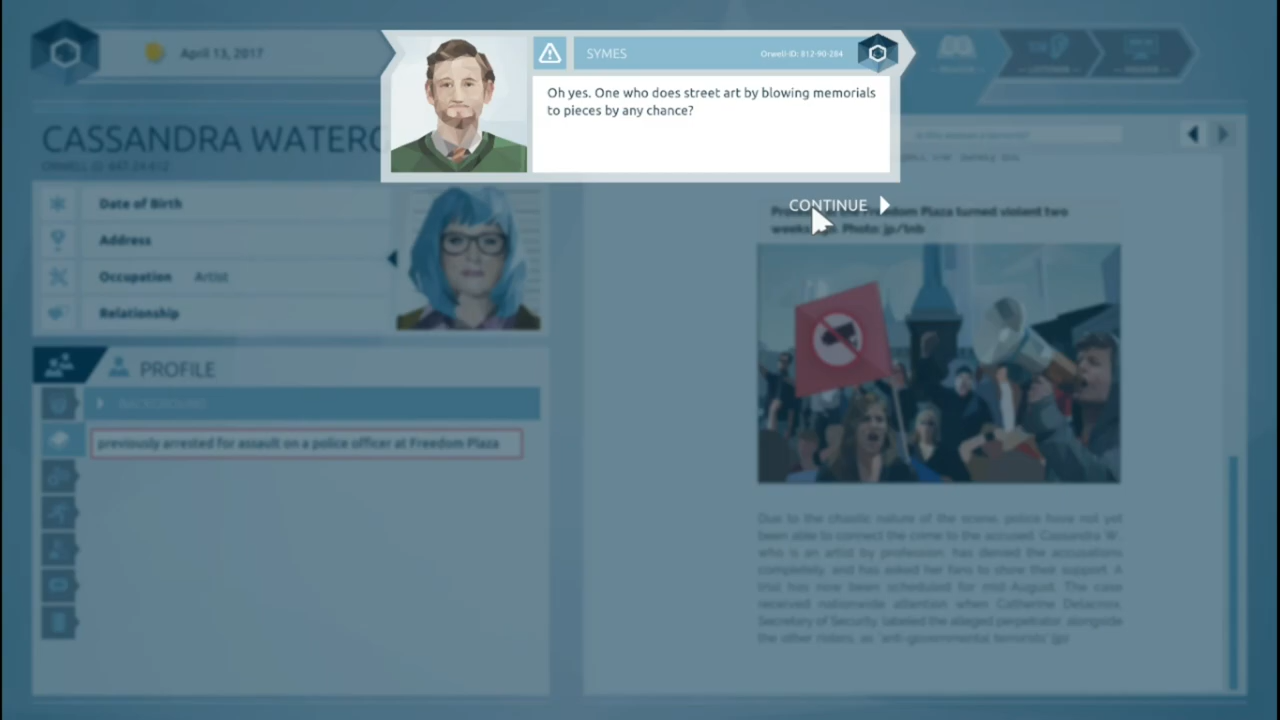 April 13, 2017
SYMES
Orwell-ID: 812-90-284
Oh yes. One who does street art by blowing memorials
to pieces by any chance?
CONTINUE
CASSANDRA
Date of Birth
Address
Occupation Artist
Relationship
PROFILE
BACKGROUND
previously arrested for assault on a police officer at Freedom Plaza
Freedom Plaza turned violent two
Photo: jp/tnb
Due to the chaotic nature of the scene, police have not yet
been able to connect the crime to the accused. Cassandra W.,
who is an artist by profession, has denied the accusations
completely, and has asked her fans to show their support. A
trial has now been scheduled for mid-August. The case
received nationwide attention when Catherine Delacroix,
Secretary of Security, labeled the alleged perpetrator, alongside
the other rioters, as 'anti-governmental terrorists'.